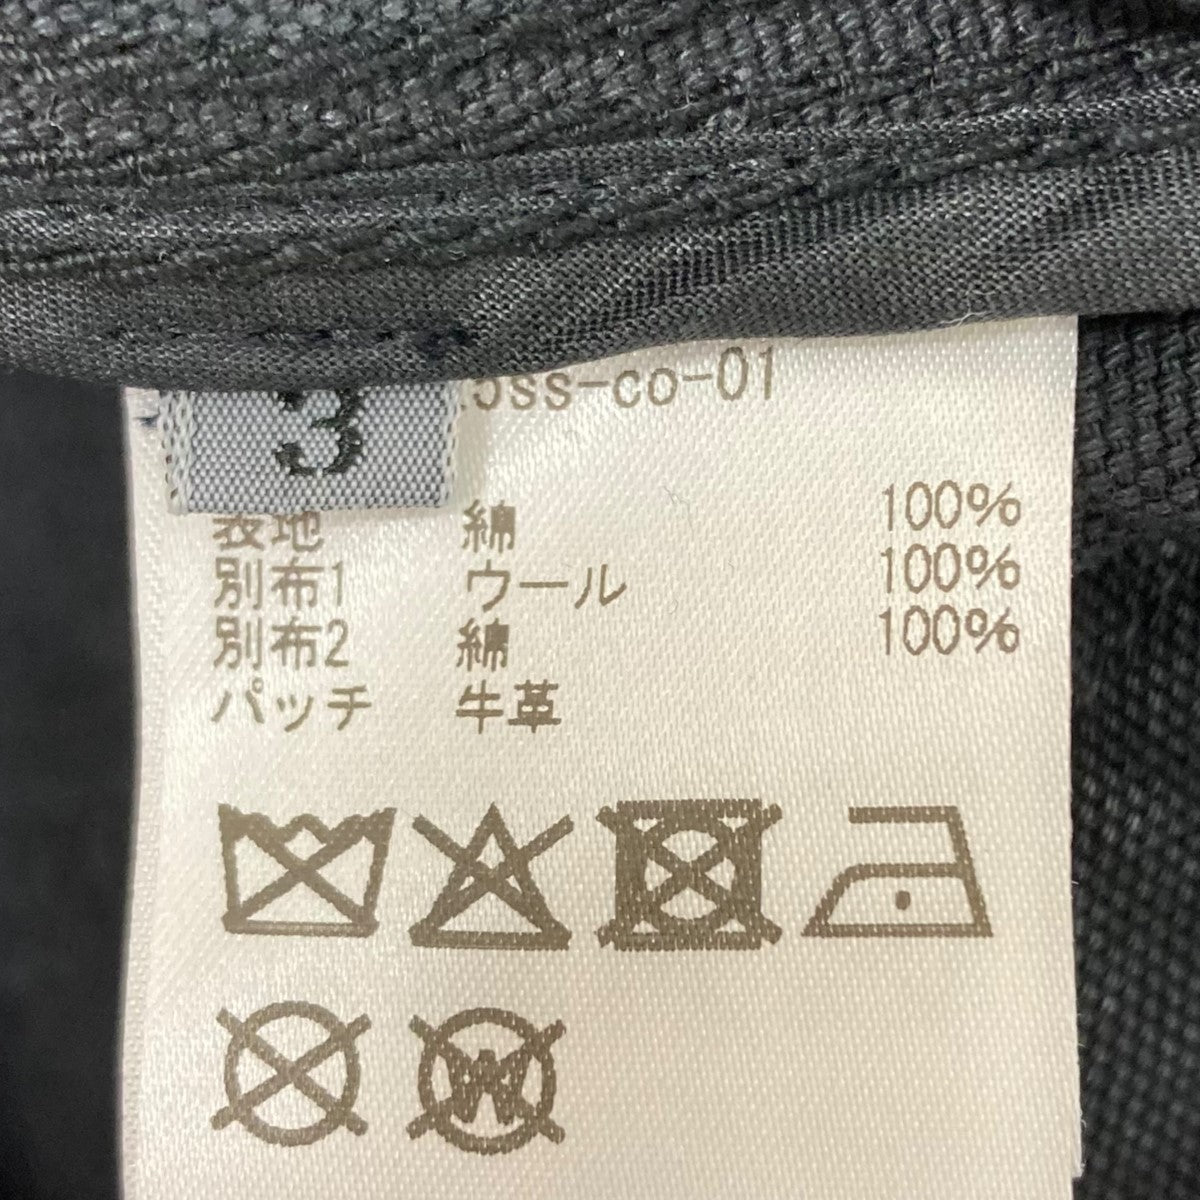 5ss-co-01
3
表地 綿 100%
別布1 ウール 100%
別布2 綿 100%
パッチ 牛革
W